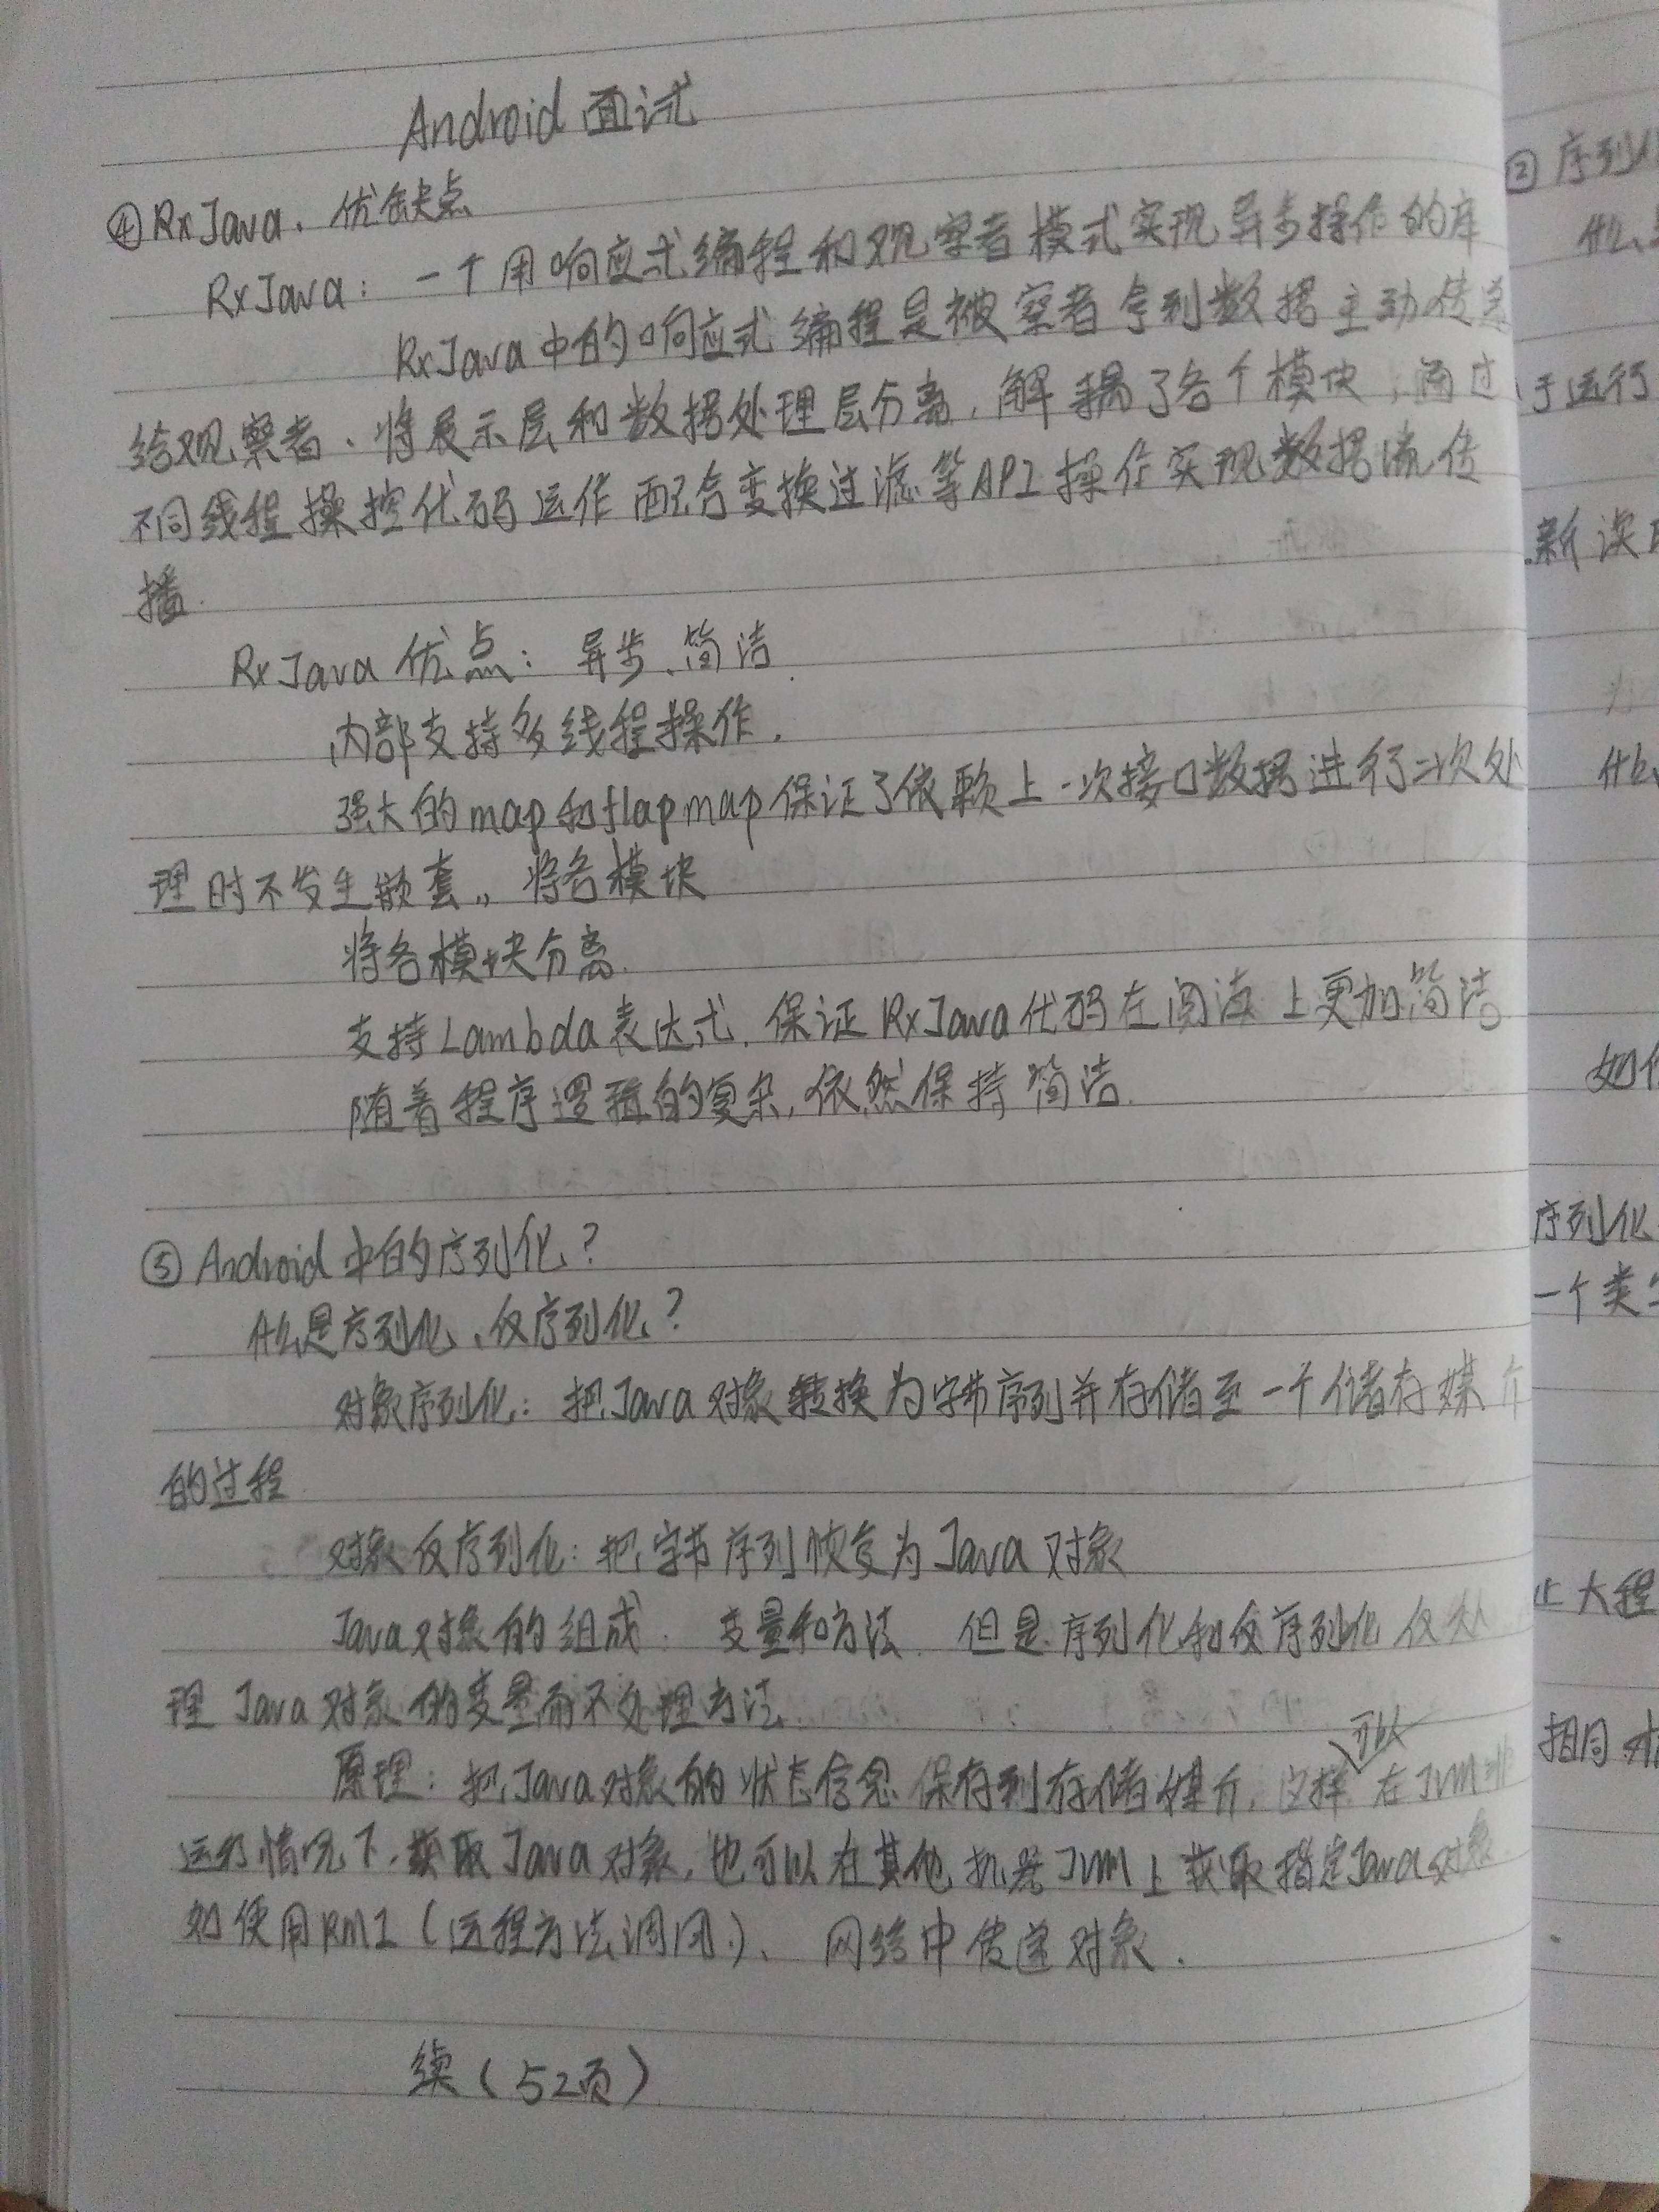 Android 面试
④RxJava、优缺点
RxJava：一个用响应式编程和观察者模式实现异步操作的库
RxJava中的响应式编程是被察者拿到数据主动传送
给观察者、将展示层和数据处理层分离，解耦了各个模块，通过
不同线程操控代码运作配合变换过滤等API操作实现数据流传
播.
RxJava优点：异步、简洁.
内部支持多线程操作.
强大的map和flapmap保证了依赖上一次接口数据进行二次处
理时不发生嵌套,, 将各模块
将各模块分离.
支持Lambda表达式，保证RxJava代码在阅读上更加简洁
随着程序逻辑的复杂，依然保持简洁.
⑤Android中的序列化？
什么是序列化、反序列化？
对象序列化：把Java对象转换为字节序列并存储至一个储存媒介
的过程
对象反序列化：把字节序列恢复为Java对象
Java对象的组成：变量和方法. 但是序列化和反序列化仅处
理Java对象的变量而不处理方法.
可以
原理：把Java对象的状态信息保存到存储媒介，这样在JVM非
运行情况下，获取Java对象，也可以在其他机器JVM上获取指定Java对象
如使用RMI（远程方法调用）、网络中传递对象.
续（52页）
② 序列化
什么
于运行
新读
什么
如何
序列化
一个类
大程
相同